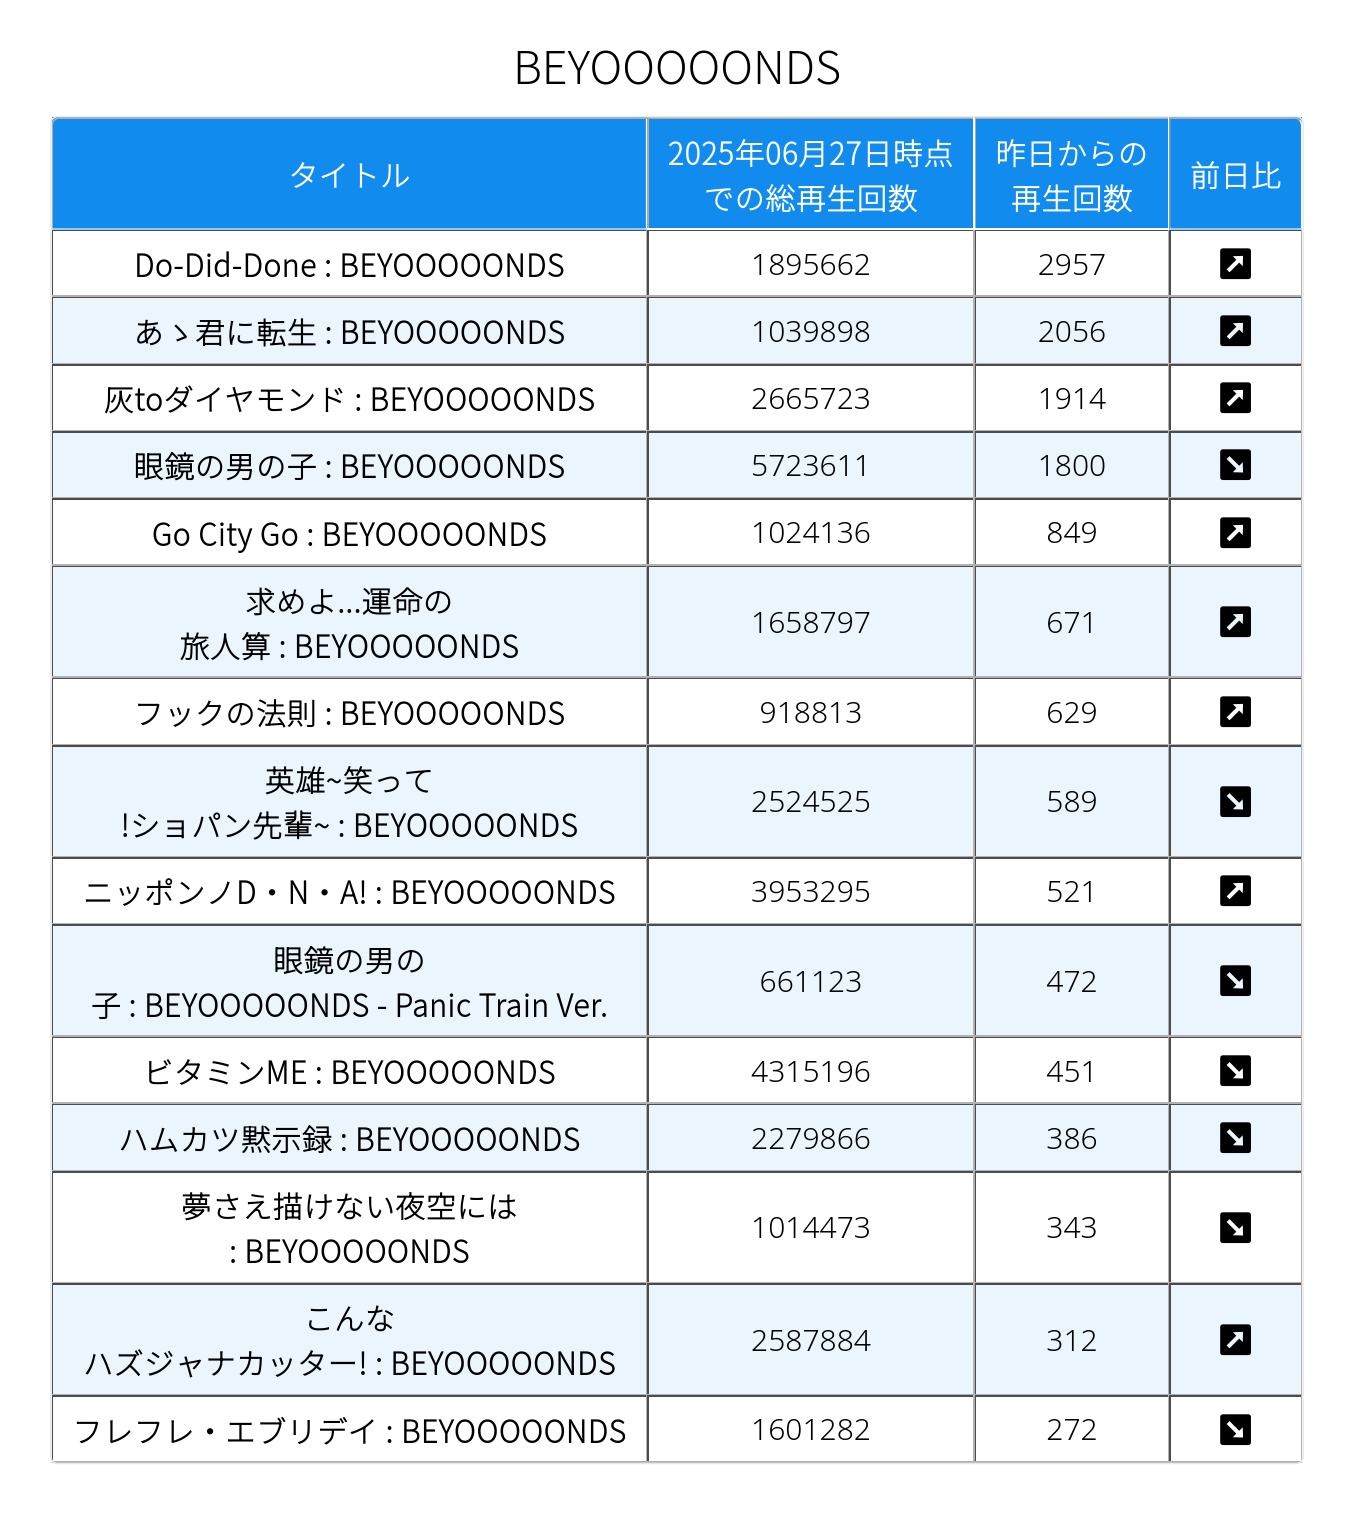 BEYOOOOONDS
タイトル
2025年06月27日時点
での総再生回数
昨日からの
再生回数
前日比
Do-Did-Done : BEYOOOOONDS
1895662
2957
あゝ君に転生 : BEYOOOOONDS
1039898
2056
灰toダイヤモンド : BEYOOOOONDS
2665723
1914
眼鏡の男の子 : BEYOOOOONDS
5723611
1800
Go City Go : BEYOOOOONDS
1024136
849
求めよ...運命の
旅人算 : BEYOOOOONDS
1658797
671
フックの法則 : BEYOOOOONDS
918813
629
英雄~笑って
!ショパン先輩~ : BEYOOOOONDS
2524525
589
ニッポンノD・N・A! : BEYOOOOONDS
3953295
521
眼鏡の男の
子 : BEYOOOOONDS - Panic Train Ver.
661123
472
ビタミンME : BEYOOOOONDS
4315196
451
ハムカツ黙示録 : BEYOOOOONDS
2279866
386
夢さえ描けない夜空には
: BEYOOOOONDS
1014473
343
こんな
ハズジャナカッター! : BEYOOOOONDS
2587884
312
フレフレ・エブリデイ : BEYOOOOONDS
1601282
272